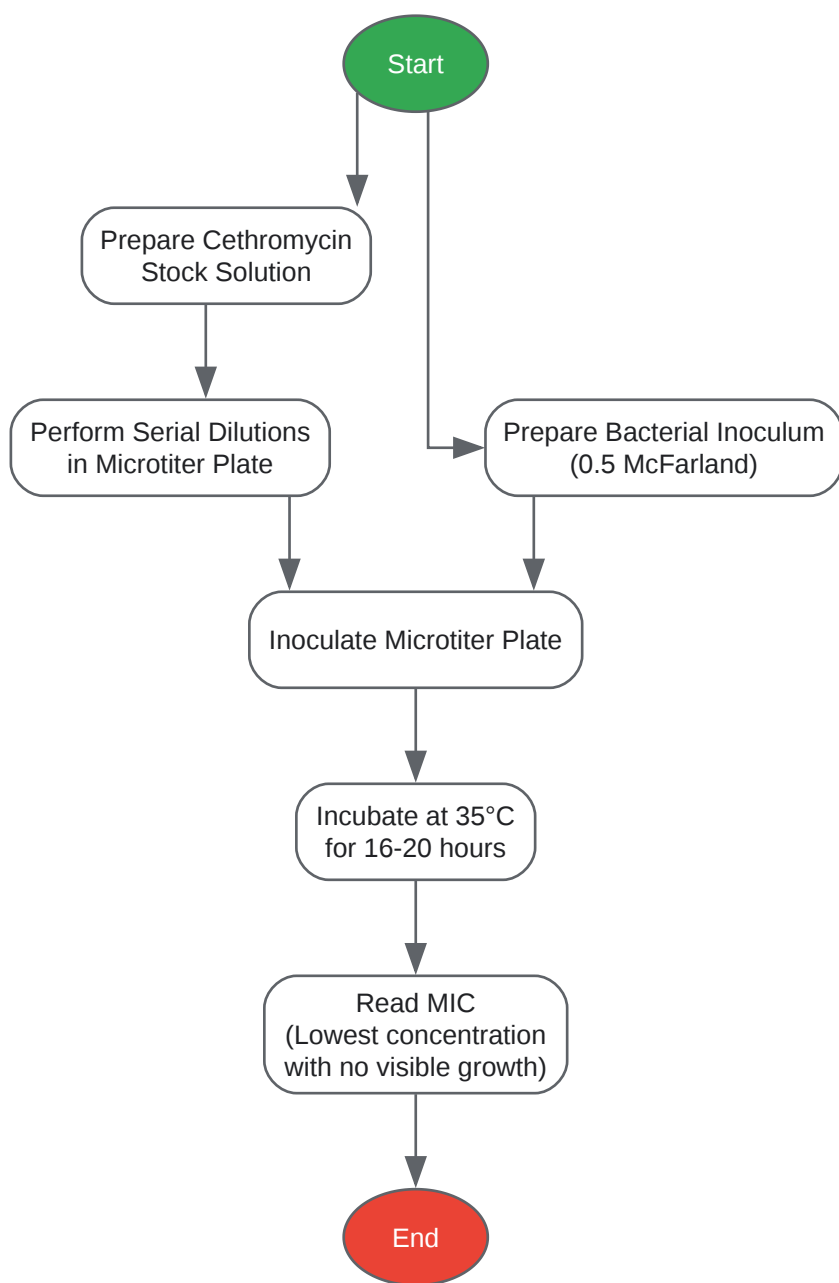 Start
Prepare Cethromycin
Stock Solution
Perform Serial Dilutions
in Microtiter Plate
Prepare Bacterial Inoculum
(0.5 McFarland)
Inoculate Microtiter Plate
Incubate at 35°C
for 16-20 hours
Read MIC
(Lowest concentration
with no visible growth)
End